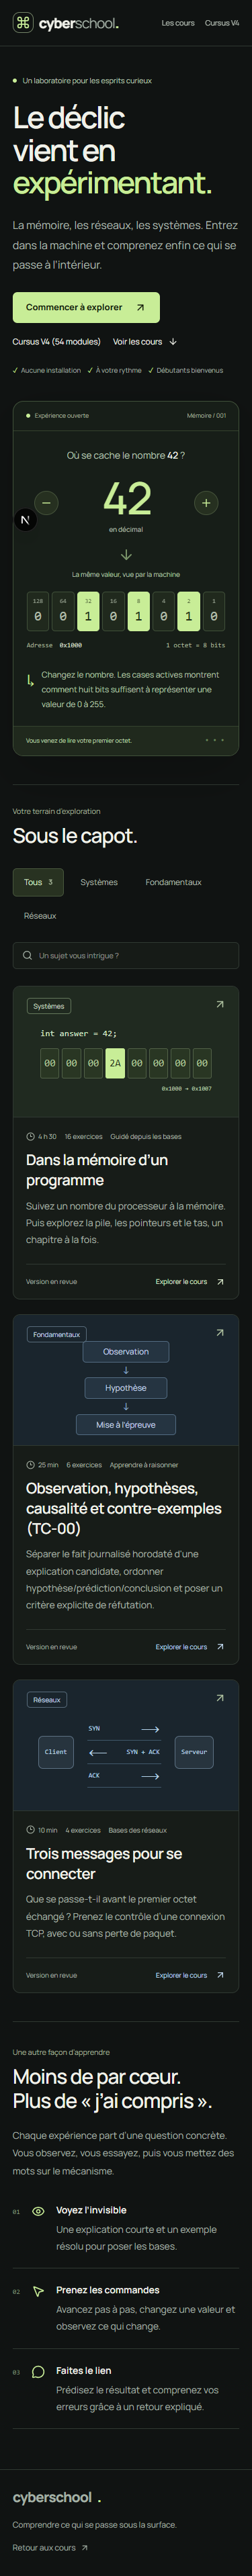 cyberschool.
Les cours Cursus V4
Un laboratoire pour les esprits curieux
Le déclic
vient en
expérimentant.
La mémoire, les réseaux, les systèmes. Entrez
dans la machine et comprenez enfin ce qui se
passe à l'intérieur.
Commencer à explorer
Cursus V4 (54 modules) Voir les cours
✓ Aucune installation ✓ À votre rythme ✓ Débutants bienvenus
Expérience ouverte Mémoire / 001
Où se cache le nombre 42 ?
− 42 +
N
en décimal
La même valeur, vue par la machine
128 64 32 16 8 4 2 1
0 0 1 0 1 0 1 0
Adresse 0x1000 1 octet = 8 bits
Changez le nombre. Les cases actives montrent
comment huit bits suffisent à représenter une
valeur de 0 à 255.
Vous venez de lire votre premier octet.
Votre terrain d'exploration
Sous le capot.
Tous 3 Systèmes Fondamentaux
Réseaux
Un sujet vous intrigue ?
Systèmes
int answer = 42;
00 00 00 2A 00 00 00 00
0x1000 → 0x1007
4 h 30 16 exercices Guidé depuis les bases
Dans la mémoire d'un
programme
Suivez un nombre du processeur à la mémoire.
Puis explorez la pile, les pointeurs et le tas, un
chapitre à la fois.
Version en revue Explorer le cours
Fondamentaux
Observation
Hypothèse
Mise à l'épreuve
25 min 6 exercices Apprendre à raisonner
Observation, hypothèses,
causalité et contre-exemples
(TC-00)
Séparer le fait journalisé horodaté d'une
explication candidate, ordonner
hypothèse/prédiction/conclusion et poser un
critère explicite de réfutation.
Version en revue Explorer le cours
Réseaux
SYN
Client SYN + ACK Serveur
ACK
10 min 4 exercices Bases des réseaux
Trois messages pour se
connecter
Que se passe-t-il avant le premier octet
échangé ? Prenez le contrôle d'une connexion
TCP, avec ou sans perte de paquet.
Version en revue Explorer le cours
Une autre façon d'apprendre
Moins de par cœur.
Plus de « j'ai compris ».
Chaque expérience part d'une question concrète.
Vous observez, vous essayez, puis vous mettez des
mots sur le mécanisme.
01 Voyez l'invisible
Une explication courte et un exemple
résolu pour poser les bases.
02 Prenez les commandes
Avancez pas à pas, changez une valeur et
observez ce qui change.
03 Faites le lien
Prédisez le résultat et comprenez vos
erreurs grâce à un retour expliqué.
cyberschool .
Comprendre ce qui se passe sous la surface.
Retour aux cours